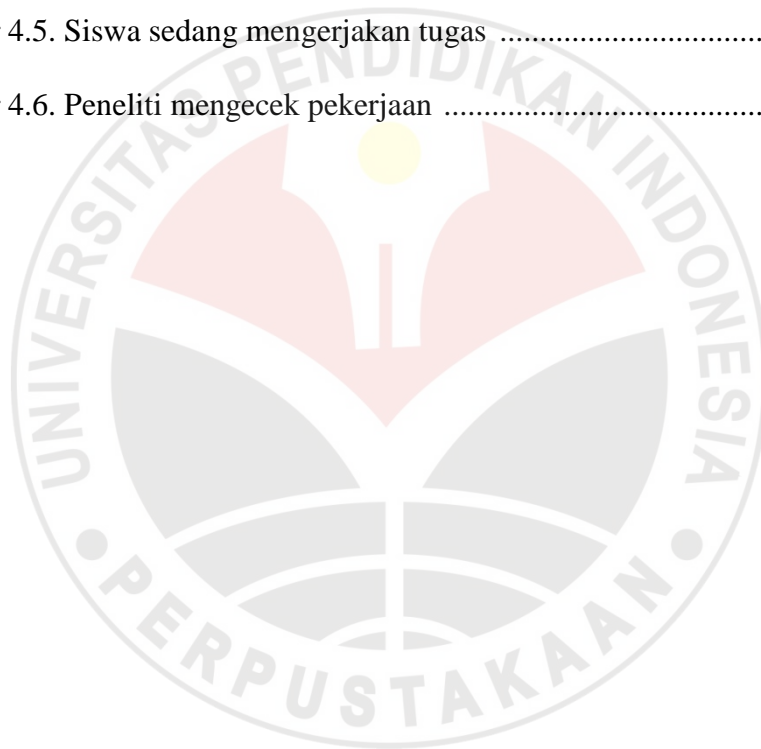 4.5. Siswa sedang mengerjakan tugas ..................................
4.6. Peneliti mengecek pekerjaan .........................................
UNIVERSITAS PENDIDIKAN INDONESIA
• PERPUSTAKAAN •